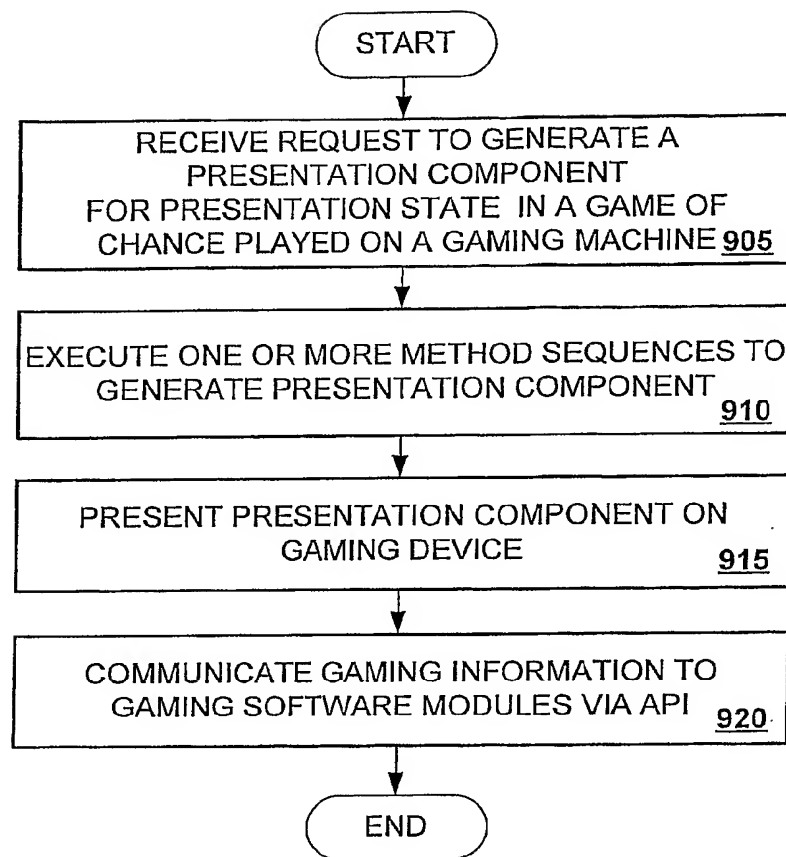 START
RECEIVE REQUEST TO GENERATE A
PRESENTATION COMPONENT
FOR PRESENTATION STATE IN A GAME OF
CHANCE PLAYED ON A GAMING MACHINE 905
EXECUTE ONE OR MORE METHOD SEQUENCES TO
GENERATE PRESENTATION COMPONENT
910
PRESENT PRESENTATION COMPONENT ON
GAMING DEVICE
915
COMMUNICATE GAMING INFORMATION TO
GAMING SOFTWARE MODULES VIA API
920
END